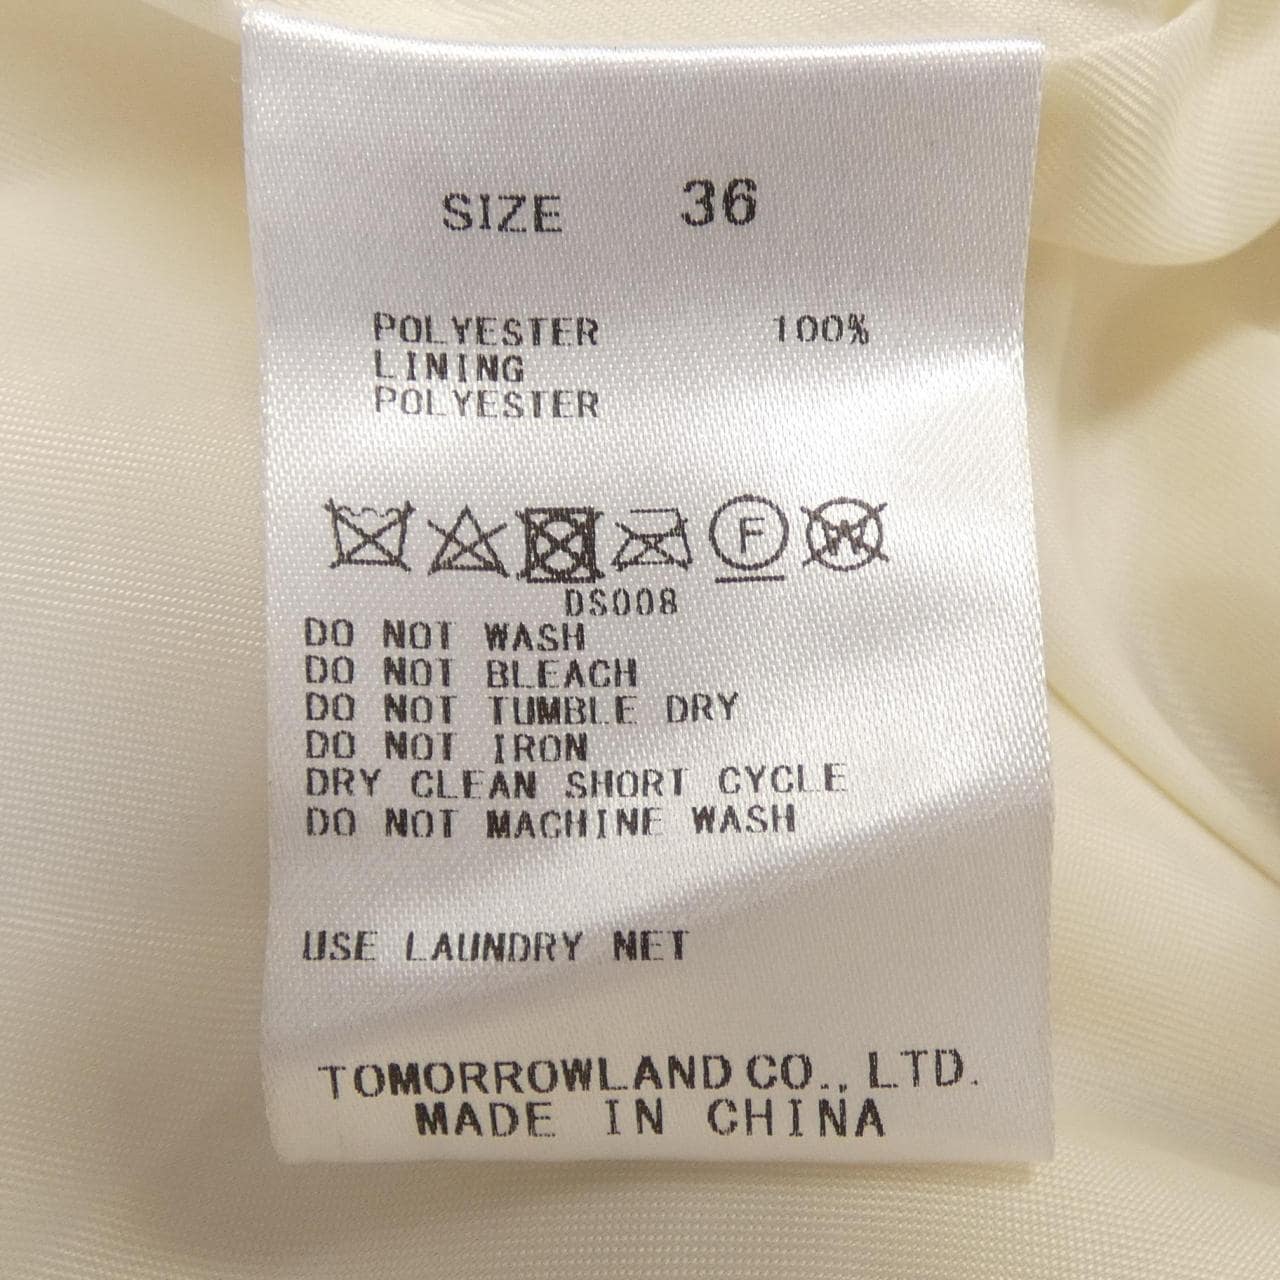 SIZE 36
POLYESTER 100%
LINING
POLYESTER
F W
DS008
DO NOT WASH
DO NOT BLEACH
DO NOT TUMBLE DRY
DO NOT IRON
DRY CLEAN SHORT CYCLE
DO NOT MACHINE WASH
USE LAUNDRY NET
TOMORROWLAND CO., LTD.
MADE IN CHINA